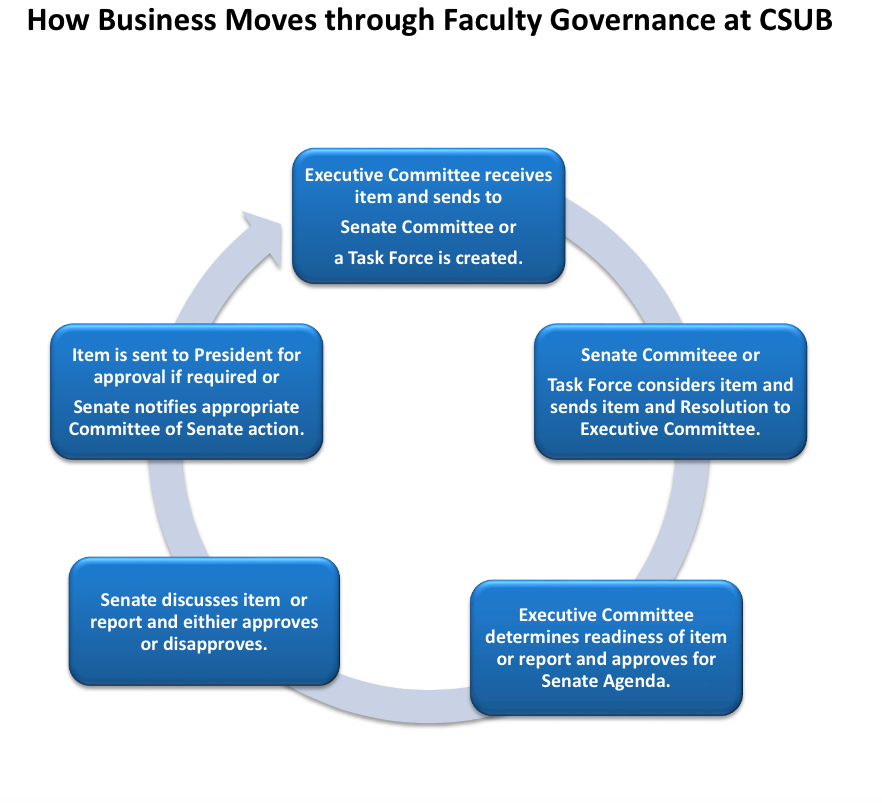 How Business Moves through Faculty Governance at CSUB
Executive Committee receives
item and sends to
Senate Committee or
a Task Force is created.
Senate Commiteee or
Task Force considers item and
sends item and Resolution to
Executive Committee.
Executive Committee
determines readiness of item
or report and approves for
Senate Agenda.
Senate discusses item  or
report and eithier approves
or disapproves.
Item is sent to President for
approval if required or
Senate notifies appropriate
Committee of Senate action.